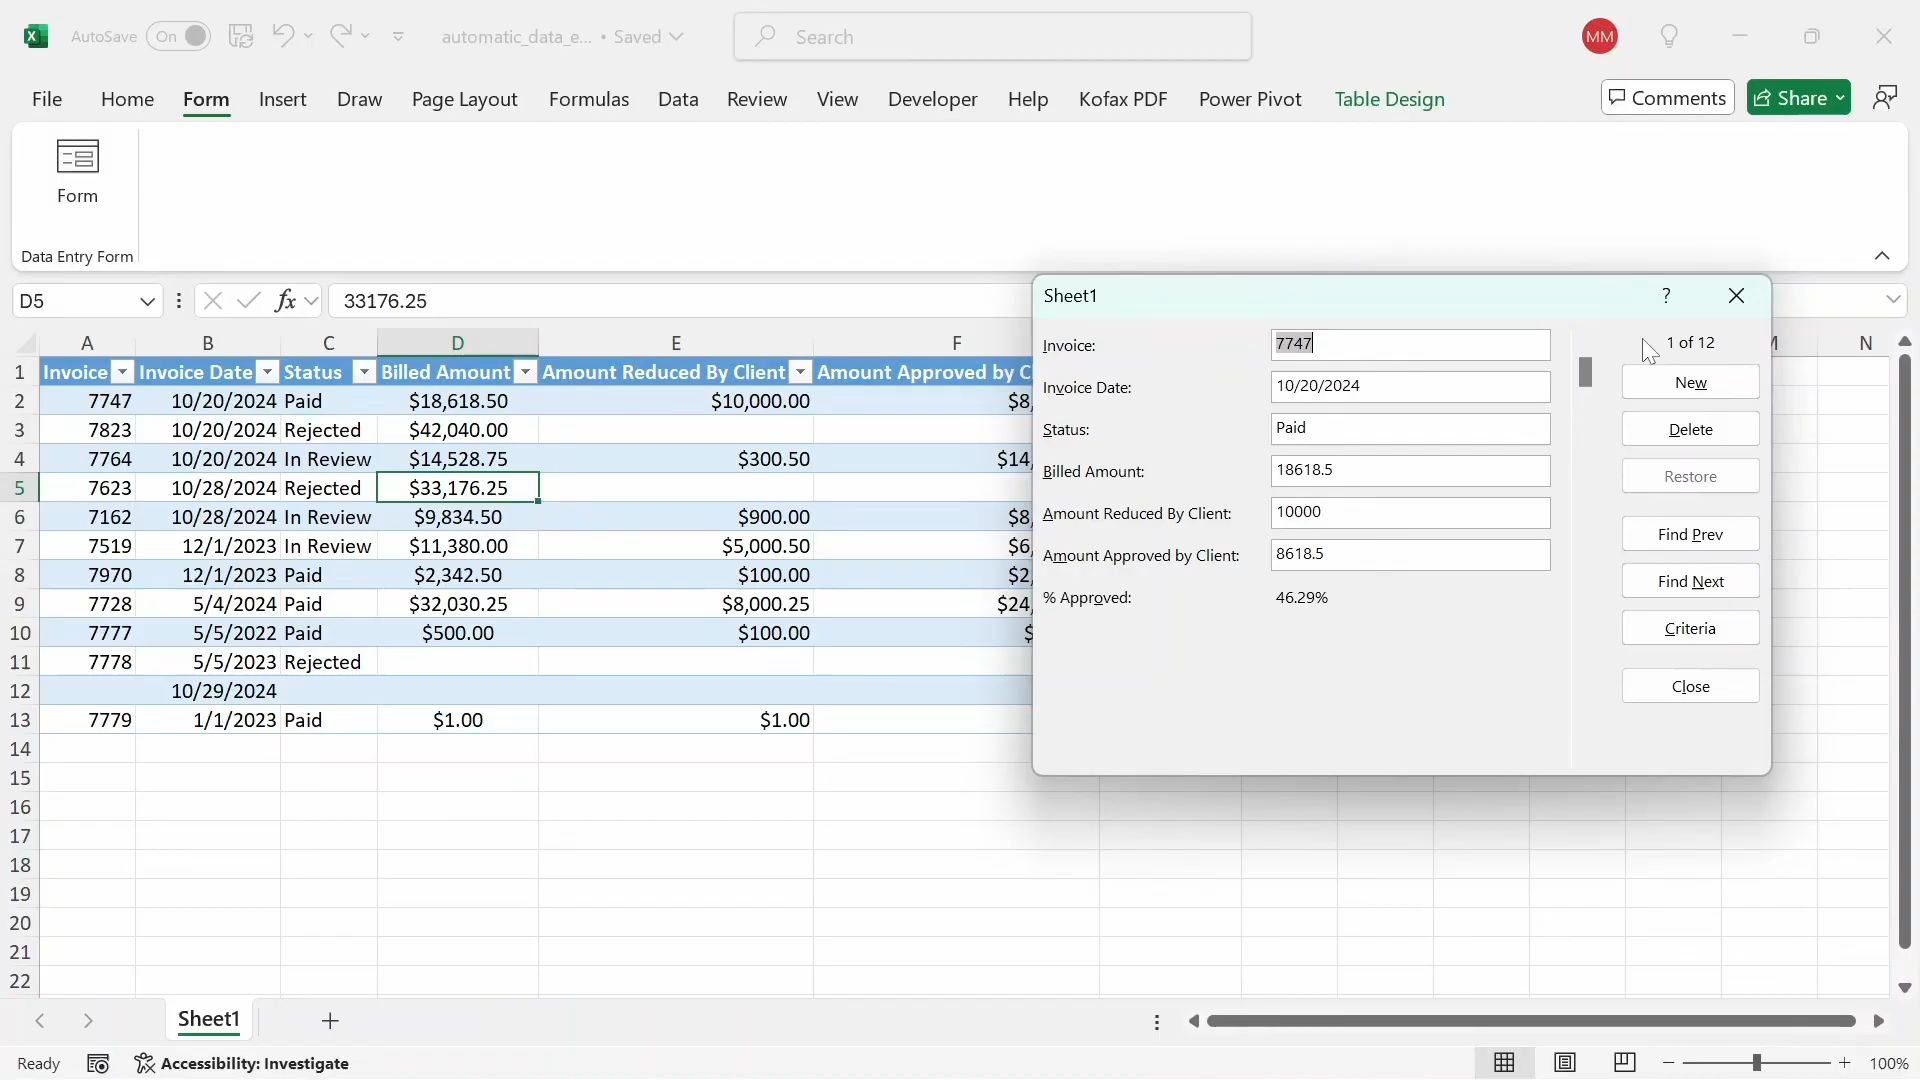 AutoSave On automatic_data_e... • Saved Search MM
File Home Form Insert Draw Page Layout Formulas Data Review View Developer Help Kofax PDF Power Pivot Table Design Comments Share
Form
Data Entry Form
D5 fx 33176.25
A B C D E F M N
1 Invoice Invoice Date Status Billed Amount Amount Reduced By Client Amount Approved by C
2 7747 10/20/2024 Paid $18,618.50 $10,000.00 $8,
3 7823 10/20/2024 Rejected $42,040.00
4 7764 10/20/2024 In Review $14,528.75 $300.50 $14,
5 7623 10/28/2024 Rejected $33,176.25
6 7162 10/28/2024 In Review $9,834.50 $900.00 $8,
7 7519 12/1/2023 In Review $11,380.00 $5,000.50 $6,
8 7970 12/1/2023 Paid $2,342.50 $100.00 $2,
9 7728 5/4/2024 Paid $32,030.25 $8,000.25 $24,
10 7777 5/5/2022 Paid $500.00 $100.00 $
11 7778 5/5/2023 Rejected
12 10/29/2024
13 7779 1/1/2023 Paid $1.00 $1.00
14
15
16
17
18
19
20
21
22
Sheet1 ?
Invoice: 7747 1 of 12
Invoice Date: 10/20/2024 New
Status: Paid Delete
Billed Amount: 18618.5 Restore
Amount Reduced By Client: 10000 Find Prev
Amount Approved by Client: 8618.5 Find Next
% Approved: 46.29% Criteria
Close
Sheet1
Ready Accessibility: Investigate 100%